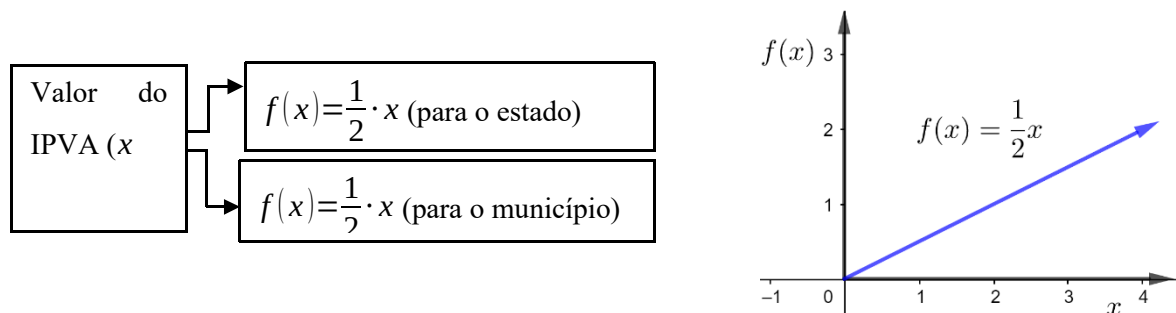 Valor do
IPVA (x
f(x)=1/2·x (para o estado)
f(x)=1/2·x (para o município)
f(x)
3
2
1
f(x) = 1/2x
–1 0 1 2 3 4
x